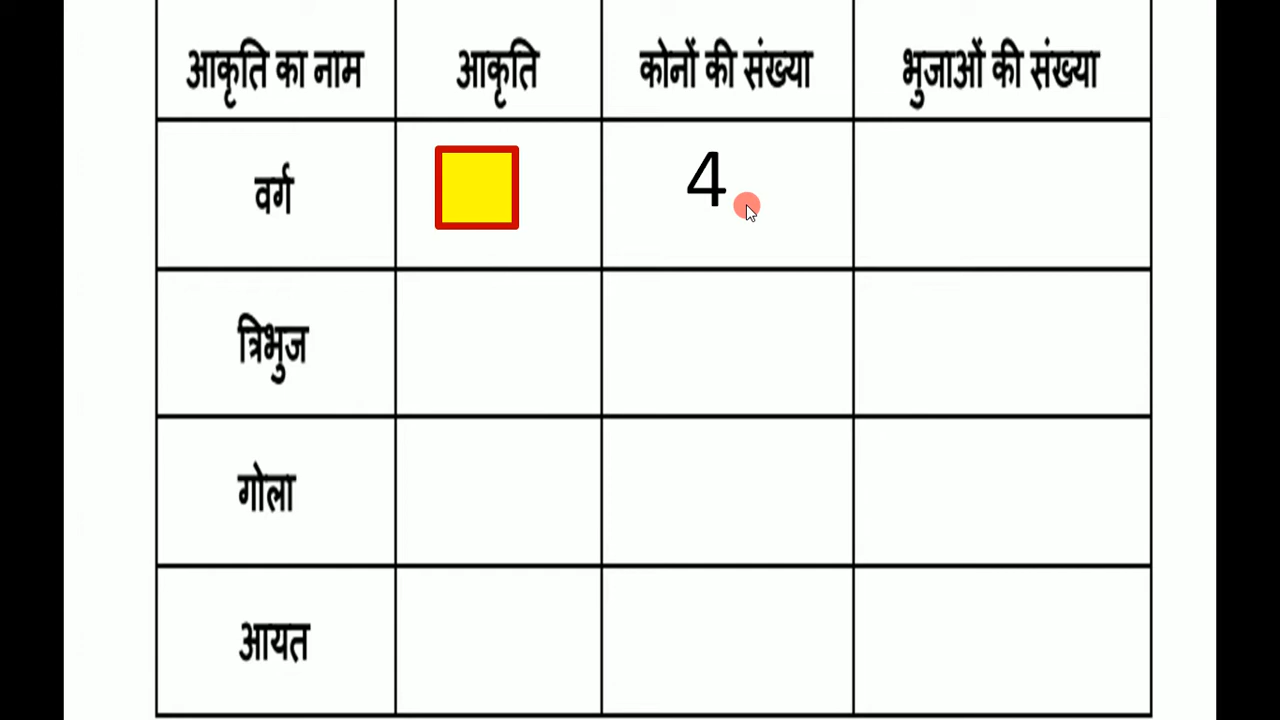 आकृति का नाम आकृति कोनों की संख्या भुजाओं की संख्या
वर्ग 4
त्रिभुज
गोला
आयत